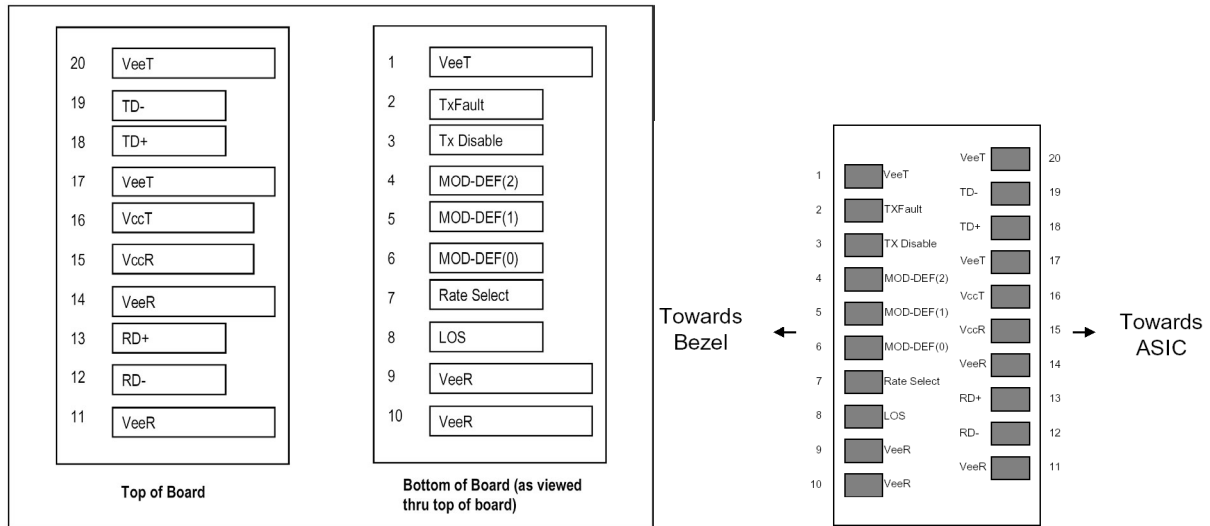 20 VeeT
19 TD-
18 TD+
17 VeeT
16 VccT
15 VccR
14 VeeR
13 RD+
12 RD-
11 VeeR
Top of Board
1 VeeT
2 TxFault
3 Tx Disable
4 MOD-DEF(2)
5 MOD-DEF(1)
6 MOD-DEF(0)
7 Rate Select
8 LOS
9 VeeR
10 VeeR
Bottom of Board (as viewed
thru top of board)
Towards
Bezel
1 VeeT
2 TXFault
3 TX Disable
4 MOD-DEF(2)
5 MOD-DEF(1)
6 MOD-DEF(0)
7 Rate Select
8 LOS
9 VeeR
10 VeeR
VeeT 20
TD- 19
TD+ 18
VeeT 17
VccT 16
VccR 15
VeeR 14
RD+ 13
RD- 12
VeeR 11
Towards
ASIC